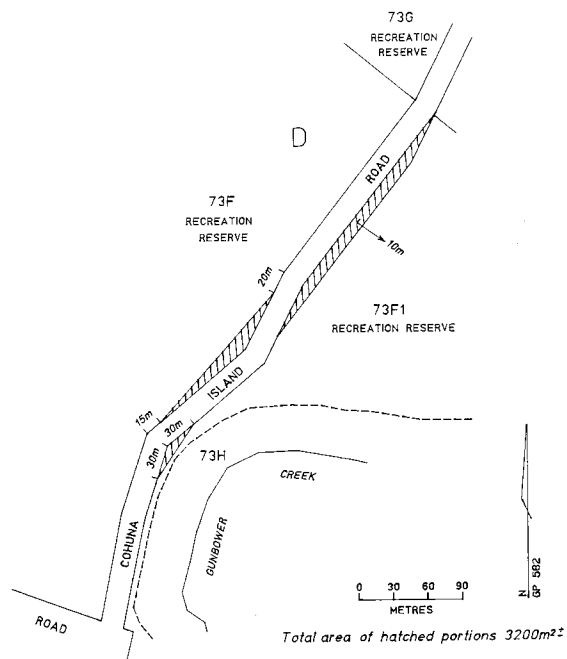 73G
RECREATION
RESERVE
D
ROAD
73F
RECREATION
RESERVE
10m
20m
73F1
RECREATION RESERVE
ISLAND
15m
30m
30m
73H
CREEK
GUNBOWER
COHUNA
ROAD
0 30 60 90
METRES
N
GP 582
Total area of hatched portions 3200m²±